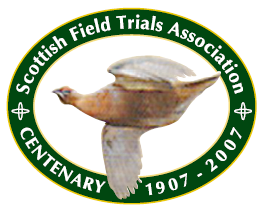 Scottish Field Trials Association
CENTENARY 1907 - 2007